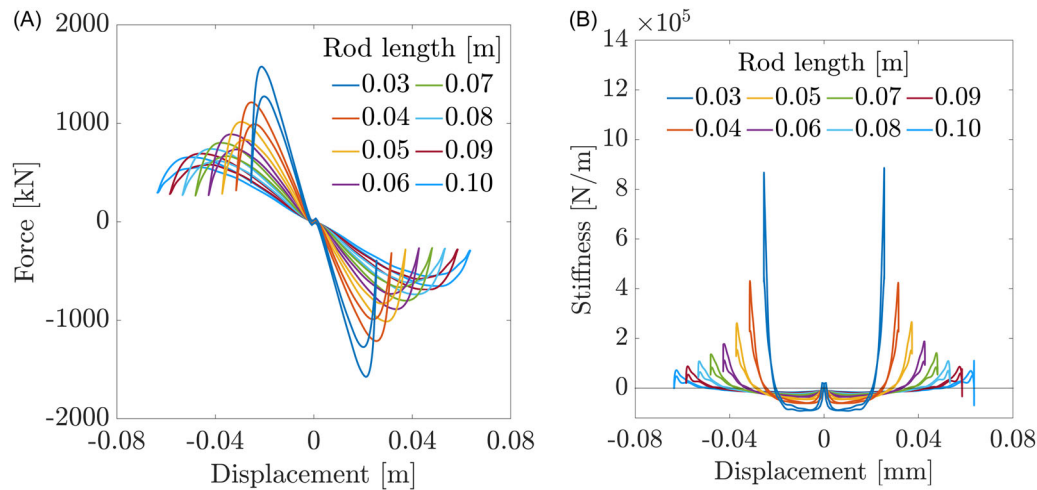 (A)
2000
1000
0
-1000
-2000
-0.08 -0.04 0 0.04 0.08
Force [kN]
Displacement [m]
Rod length [m]
0.03 0.07
0.04 0.08
0.05 0.09
0.06 0.10
(B)
×10⁵
14
12
10
8
6
4
2
0
-0.08 -0.04 0 0.04 0.08
Stiffness [N/m]
Displacement [mm]
Rod length [m]
0.03 0.05 0.07 0.09
0.04 0.06 0.08 0.10